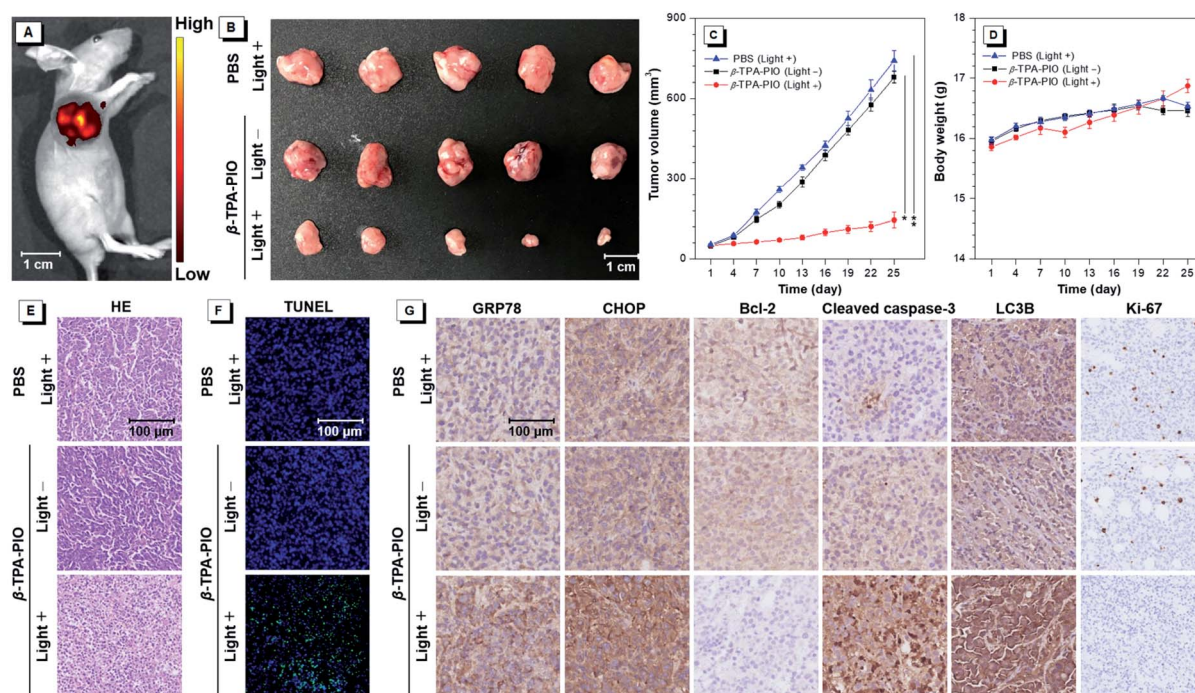 A
High
Low
1 cm
B
PBS
Light +
β-TPA-PIO
Light −
Light +
1 cm
C
PBS (Light +)
β-TPA-PIO (Light −)
β-TPA-PIO (Light +)
Tumor volume (mm³)
900
600
300
0
1 4 7 10 13 16 19 22 25
Time (day)
*
**
D
PBS (Light +)
β-TPA-PIO (Light −)
β-TPA-PIO (Light +)
Body weight (g)
18
17
16
15
14
1 4 7 10 13 16 19 22 25
Time (day)
E
HE
PBS
Light +
100 μm
β-TPA-PIO
Light −
Light +
F
TUNEL
PBS
Light +
100 μm
β-TPA-PIO
Light −
Light +
G
GRP78 CHOP Bcl-2 Cleaved caspase-3 LC3B Ki-67
PBS
Light +
100 μm
β-TPA-PIO
Light −
Light +